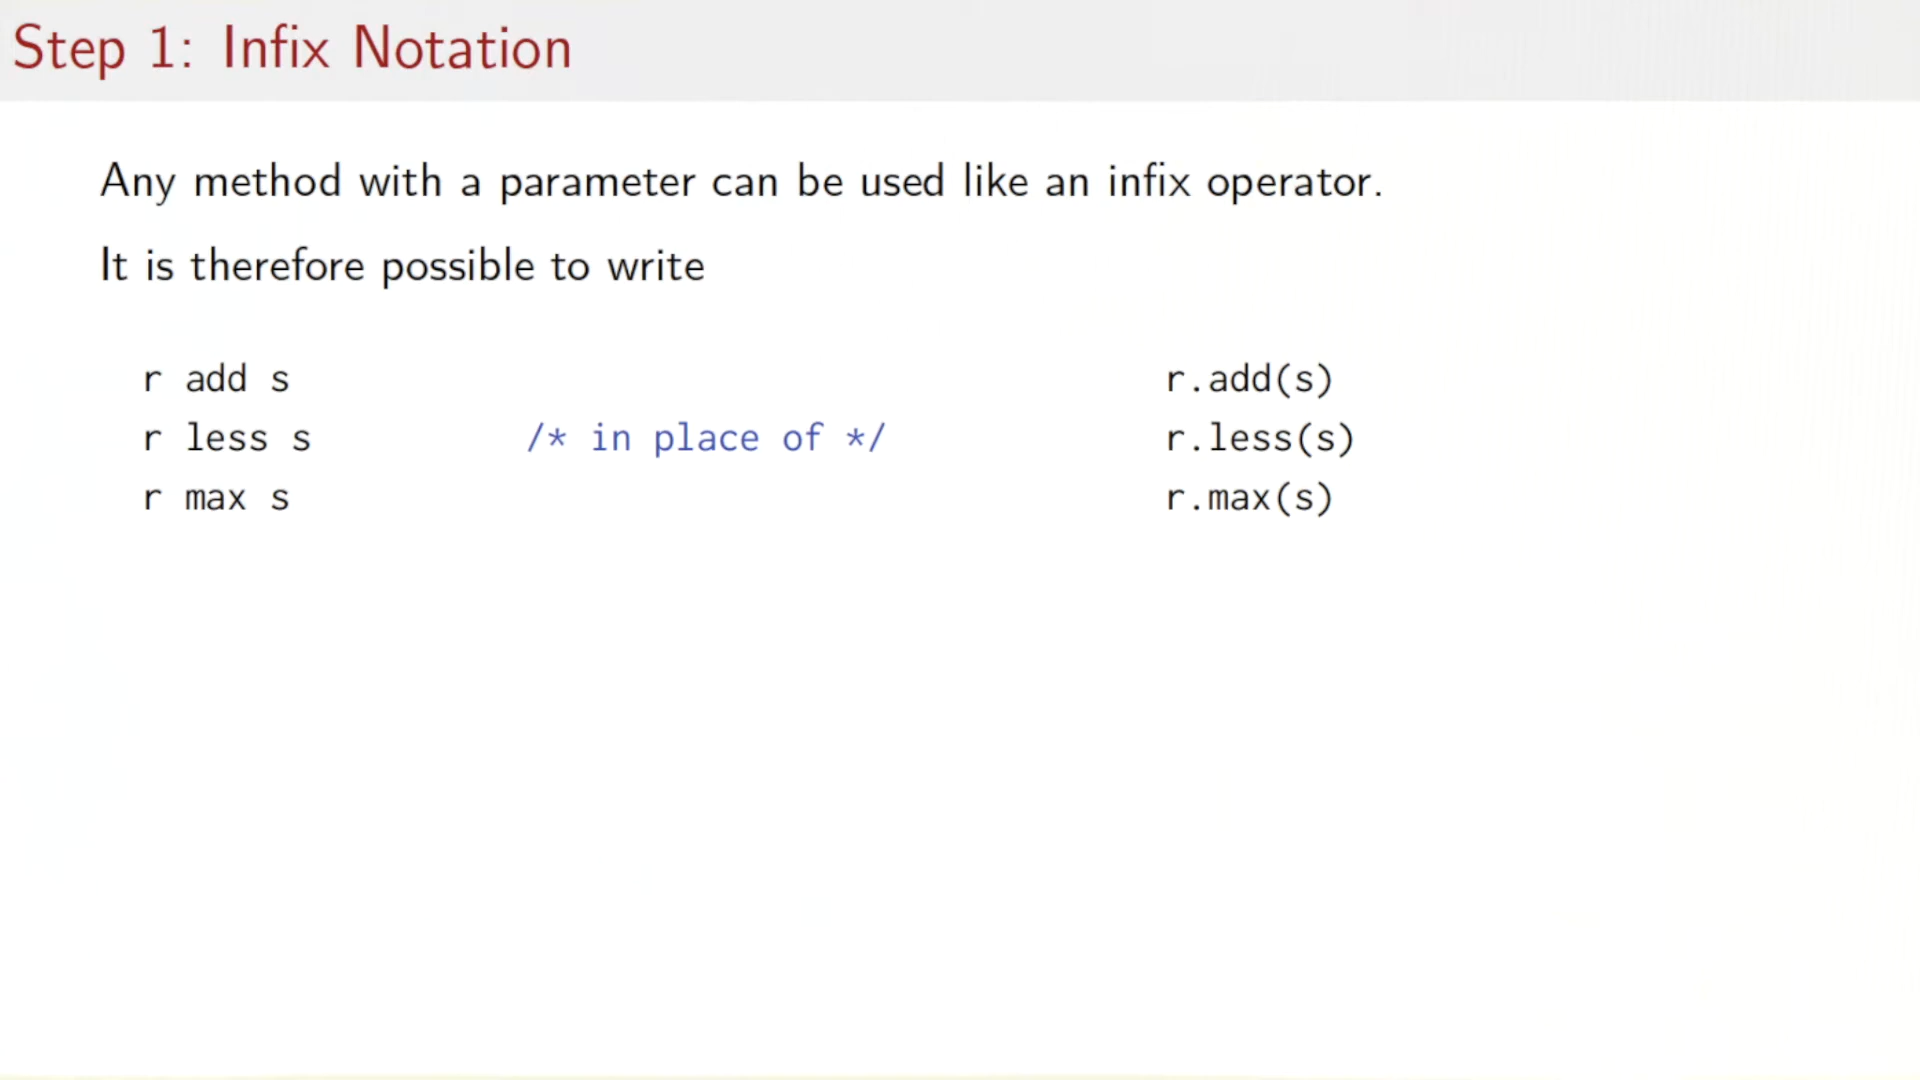 Step 1: Infix Notation
Any method with a parameter can be used like an infix operator.
It is therefore possible to write
r add s r.add(s)
r less s /* in place of */ r.less(s)
r max s r.max(s)